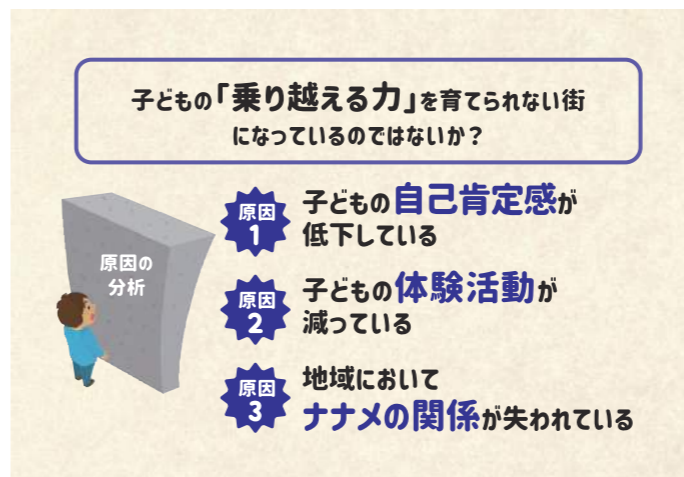 子どもの「乗り越える力」を育てられない街
になっているのではないか？
原因の
分析
原因
1
子どもの自己肯定感が
低下している
原因
2
子どもの体験活動が
減っている
原因
3
地域において
ナナメの関係が失われている